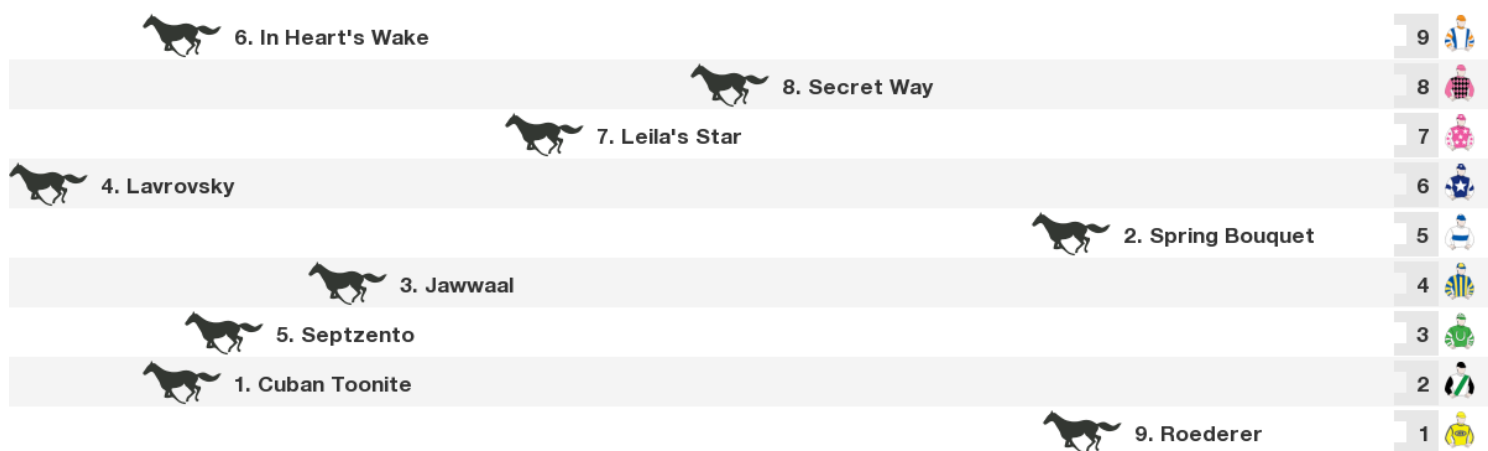 6. In Heart's Wake 9
8. Secret Way 8
7. Leila's Star 7
4. Lavrovsky 6
2. Spring Bouquet 5
3. Jawwaal 4
5. Septzento 3
1. Cuban Toonite 2
9. Roederer 1